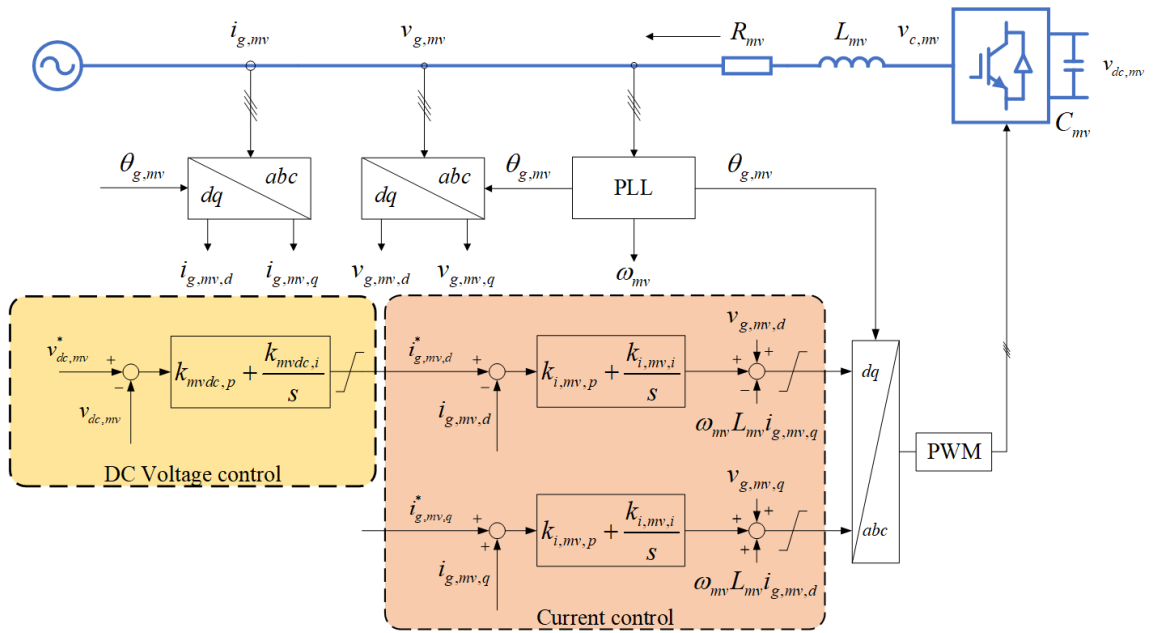 i_{g,mv} v_{g,mv} R_{mv} L_{mv} v_{c,mv}
v_{dc,mv}
C_{mv}
θ_{g,mv} abc dq
abc dq θ_{g,mv} PLL θ_{g,mv}
i_{g,mv,d} i_{g,mv,q} v_{g,mv,d} v_{g,mv,q} ω_{mv}
v^*_{dc,mv} + − k_{mvdc,p} + k_{mvdc,i}/s
v_{dc,mv}
DC Voltage control
i^*_{g,mv,d} + − k_{i,mv,p} + k_{i,mv,i}/s + + −
v_{g,mv,d}
i_{g,mv,d} ω_{mv}L_{mv}i_{g,mv,q}
i^*_{g,mv,q} + + k_{i,mv,p} + k_{i,mv,i}/s + + +
v_{g,mv,q}
i_{g,mv,q} ω_{mv}L_{mv}i_{g,mv,d}
Current control
dq
abc
PWM